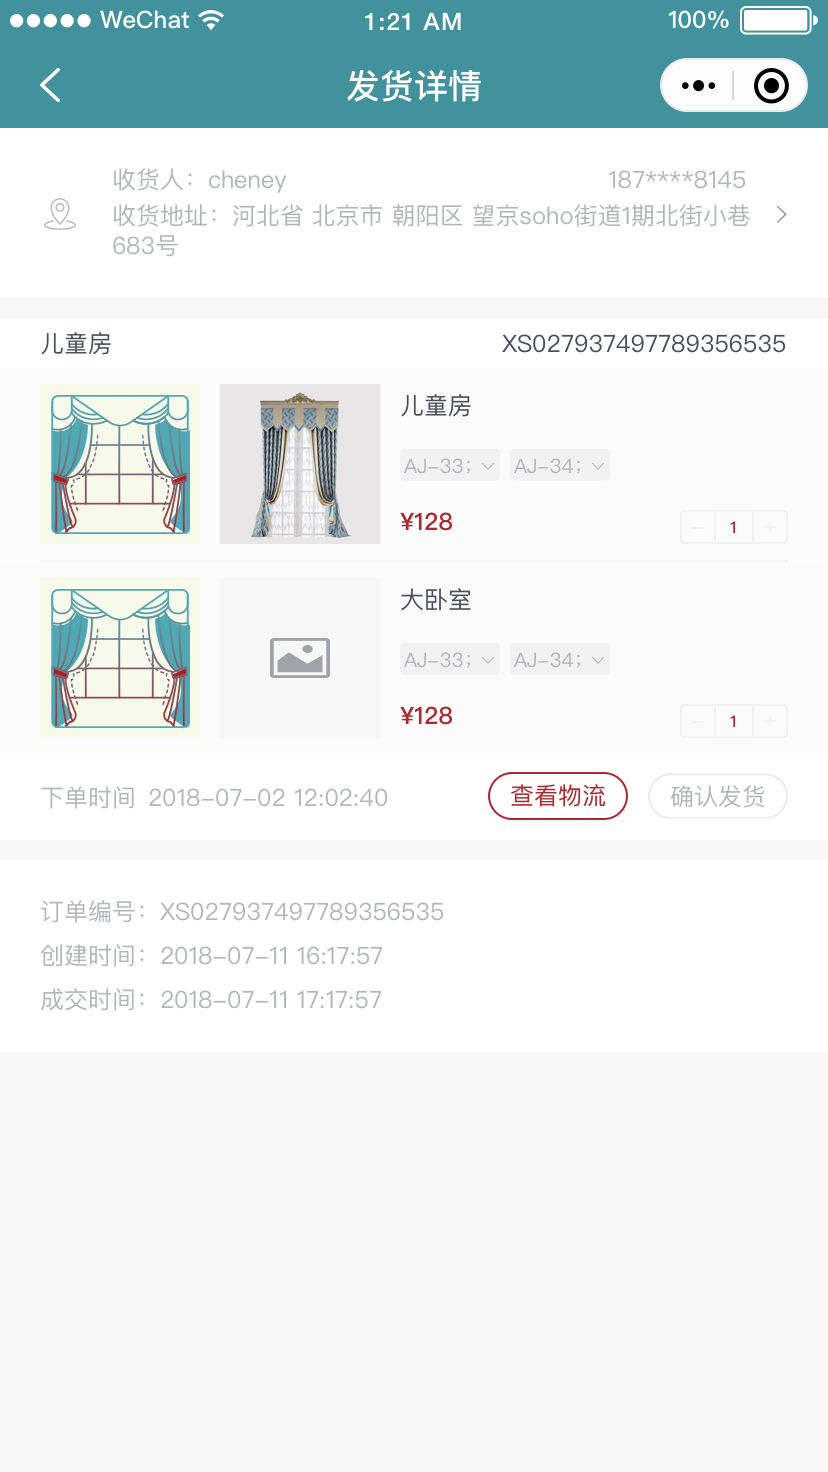 WeChat 1:21 AM 100%
发货详情
收货人：cheney 187****8145
收货地址：河北省 北京市 朝阳区 望京soho街道1期北街小巷
683号
儿童房 XS027937497789356535
儿童房
AJ-33; AJ-34;
¥128
1
大卧室
AJ-33; AJ-34;
¥128
1
下单时间 2018-07-02 12:02:40 查看物流 确认发货
订单编号：XS027937497789356535
创建时间：2018-07-11 16:17:57
成交时间：2018-07-11 17:17:57